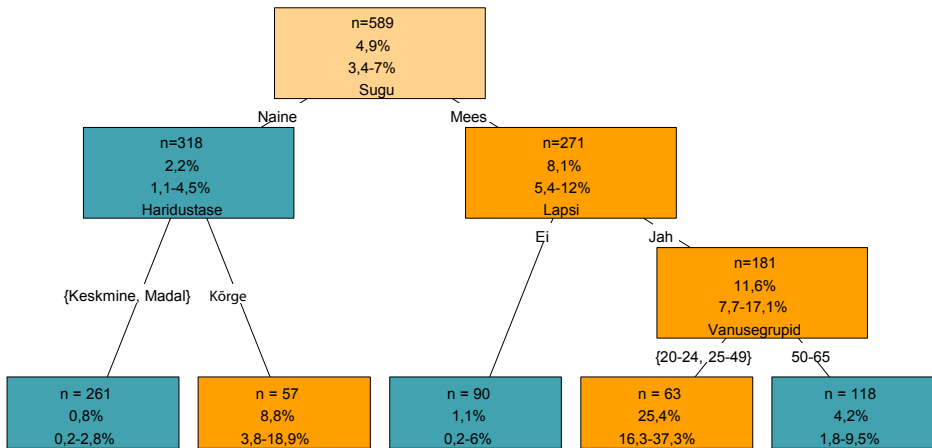 n=589
4,9%
3,4-7%
Sugu
Naine
Mees
n=318
2,2%
1,1-4,5%
Haridustase
n=271
8,1%
5,4-12%
Lapsi
Ei
Jah
n=181
11,6%
7,7-17,1%
Vanusegrupid
{Keskmine, Madal}
Kõrge
{20-24, 25-49}
50-65
n = 261
0,8%
0,2-2,8%
n = 57
8,8%
3,8-18,9%
n = 90
1,1%
0,2-6%
n = 63
25,4%
16,3-37,3%
n = 118
4,2%
1,8-9,5%